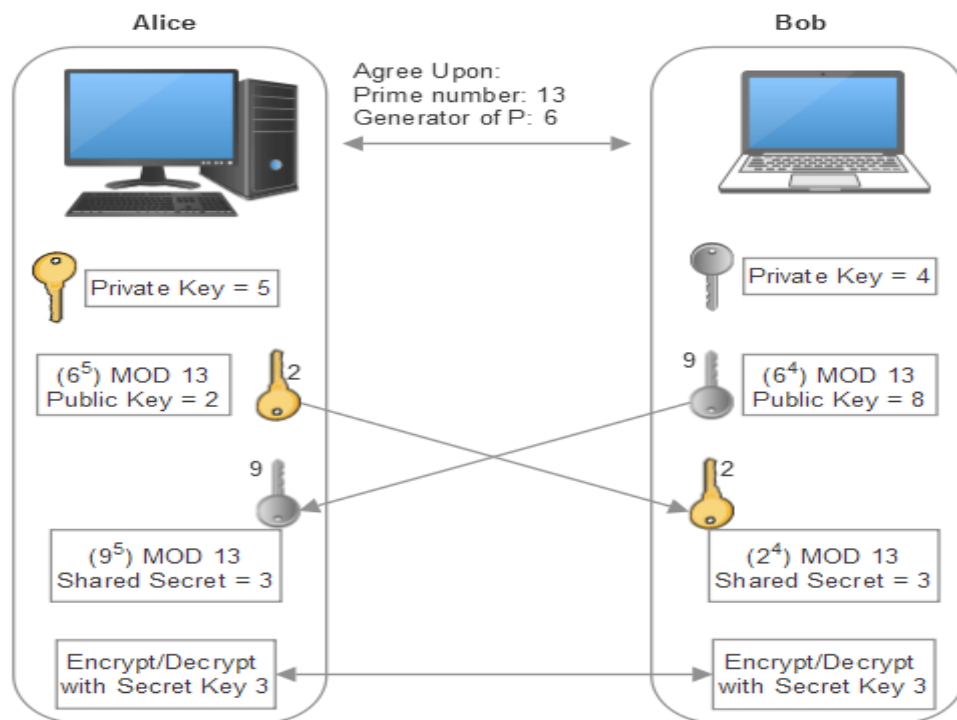 Alice
Bob
Agree Upon:
Prime number: 13
Generator of P: 6
Private Key = 5
Private Key = 4
(6⁵) MOD 13
Public Key = 2
2
9
(6⁴) MOD 13
Public Key = 8
9
2
(9⁵) MOD 13
Shared Secret = 3
(2⁴) MOD 13
Shared Secret = 3
Encrypt/Decrypt
with Secret Key 3
Encrypt/Decrypt
with Secret Key 3